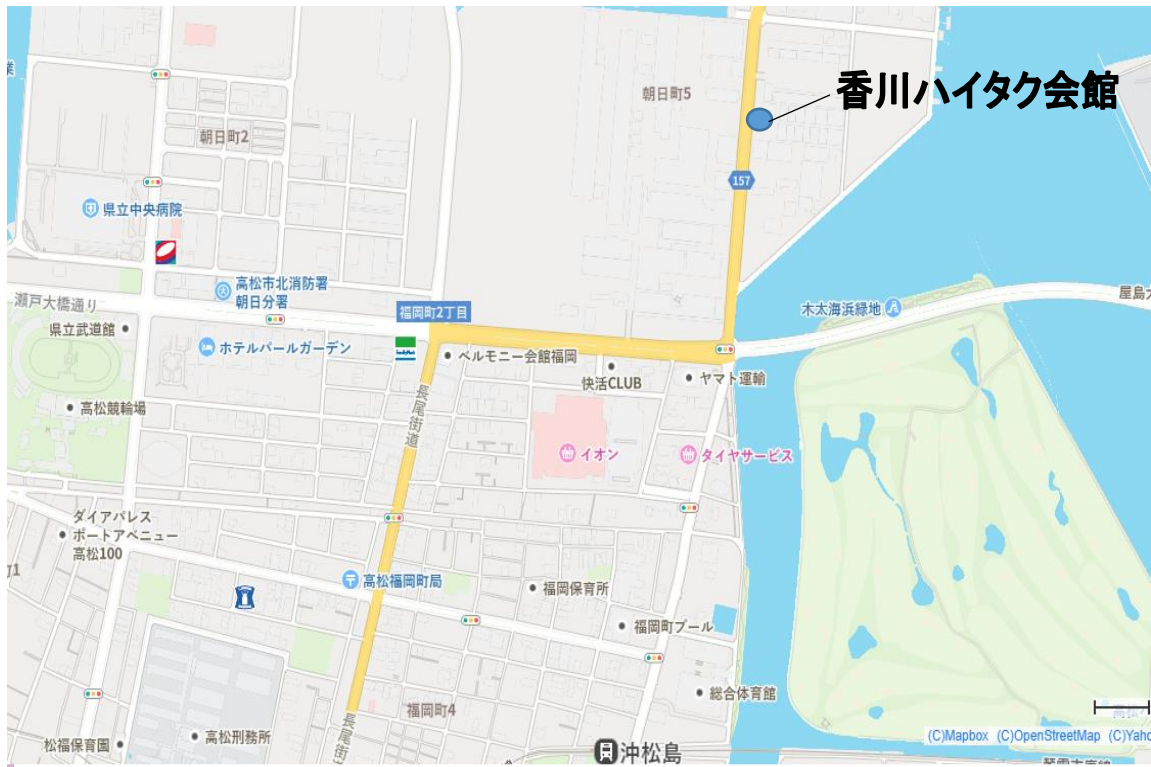 業
朝日町5
香川ハイタク会館
朝日町2
157
県立中央病院
高松市北消防署
朝日分署
瀬戸大橋通り
福岡町2丁目
木太海浜緑地
県立武道館
ホテルパールガーデン
ベルモニー会館福岡
快活CLUB
ヤマト運輸
高松競輪場
長尾街道
イオン
タイヤサービス
ダイアパレス
ポートアベニュー
高松100
高松福岡町局
福岡保育所
福岡町プール
総合体育館
福岡町4
高松刑務所
松福保育園
沖松島
(C)Mapbox (C)OpenStreetMap (C)Yaho